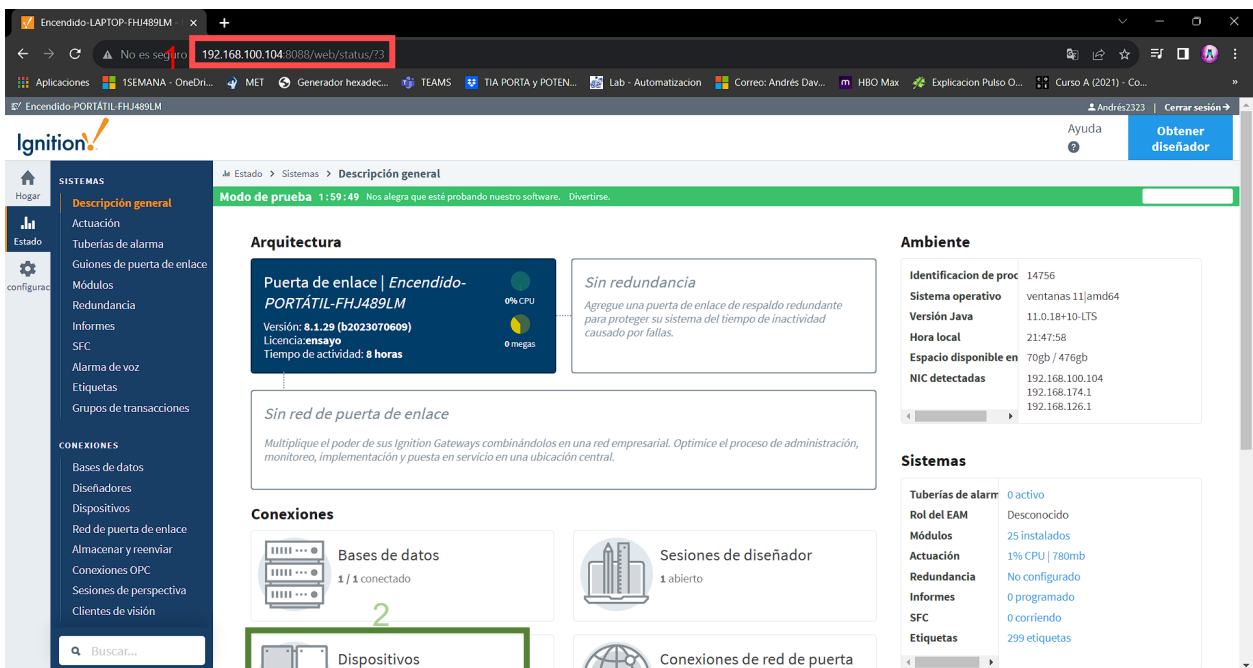 Encendido-LAPTOP-FHJ489LM -
1
No es seguro
192.168.100.104:8088/web/status/?3
Aplicaciones
1SEMANA - OneDri...
MET
Generador hexadec...
TEAMS
TIA PORTA y POTEN...
Lab - Automatizacion
Correo: Andrés Dav...
HBO Max
Explicacion Pulso O...
Curso A (2021) - Co...
»
Encendido-PORTÁTIL-FHJ489LM
Andrés2323 | Cerrar sesión
Ignition!
Ayuda
Obtener
diseñador
Hogar
Estado
configurac
SISTEMAS
Descripción general
Actuación
Tuberías de alarma
Guiones de puerta de enlace
Módulos
Redundancia
Informes
SFC
Alarma de voz
Etiquetas
Grupos de transacciones
CONEXIONES
Bases de datos
Diseñadores
Dispositivos
Red de puerta de enlace
Almacenar y reenviar
Conexiones OPC
Sesiones de perspectiva
Clientes de visión
Buscar...
Estado > Sistemas > Descripción general
Modo de prueba 1:59:49 Nos alegra que esté probando nuestro software. Divertirse.
Arquitectura
Puerta de enlace | Encendido-
PORTÁTIL-FHJ489LM
Versión: 8.1.29 (b2023070609)
Licencia:ensayo
Tiempo de actividad: 8 horas
0% CPU
0 megas
Sin redundancia
Agregue una puerta de enlace de respaldo redundante
para proteger su sistema del tiempo de inactividad
causado por fallas.
Sin red de puerta de enlace
Multiplique el poder de sus Ignition Gateways combinándolos en una red empresarial. Optimice el proceso de administración,
monitoreo, implementación y puesta en servicio en una ubicación central.
Conexiones
Bases de datos
1 / 1 conectado
Sesiones de diseñador
1 abierto
2
Dispositivos
Conexiones de red de puerta
Ambiente
Identificacion de proc 14756
Sistema operativo ventanas 11|amd64
Versión Java 11.0.18+10-LTS
Hora local 21:47:58
Espacio disponible en 70gb / 476gb
NIC detectadas 192.168.100.104
192.168.174.1
192.168.126.1
Sistemas
Tuberías de alarm 0 activo
Rol del EAM Desconocido
Módulos 25 instalados
Actuación 1% CPU | 780mb
Redundancia No configurado
Informes 0 programado
SFC 0 corriendo
Etiquetas 299 etiquetas